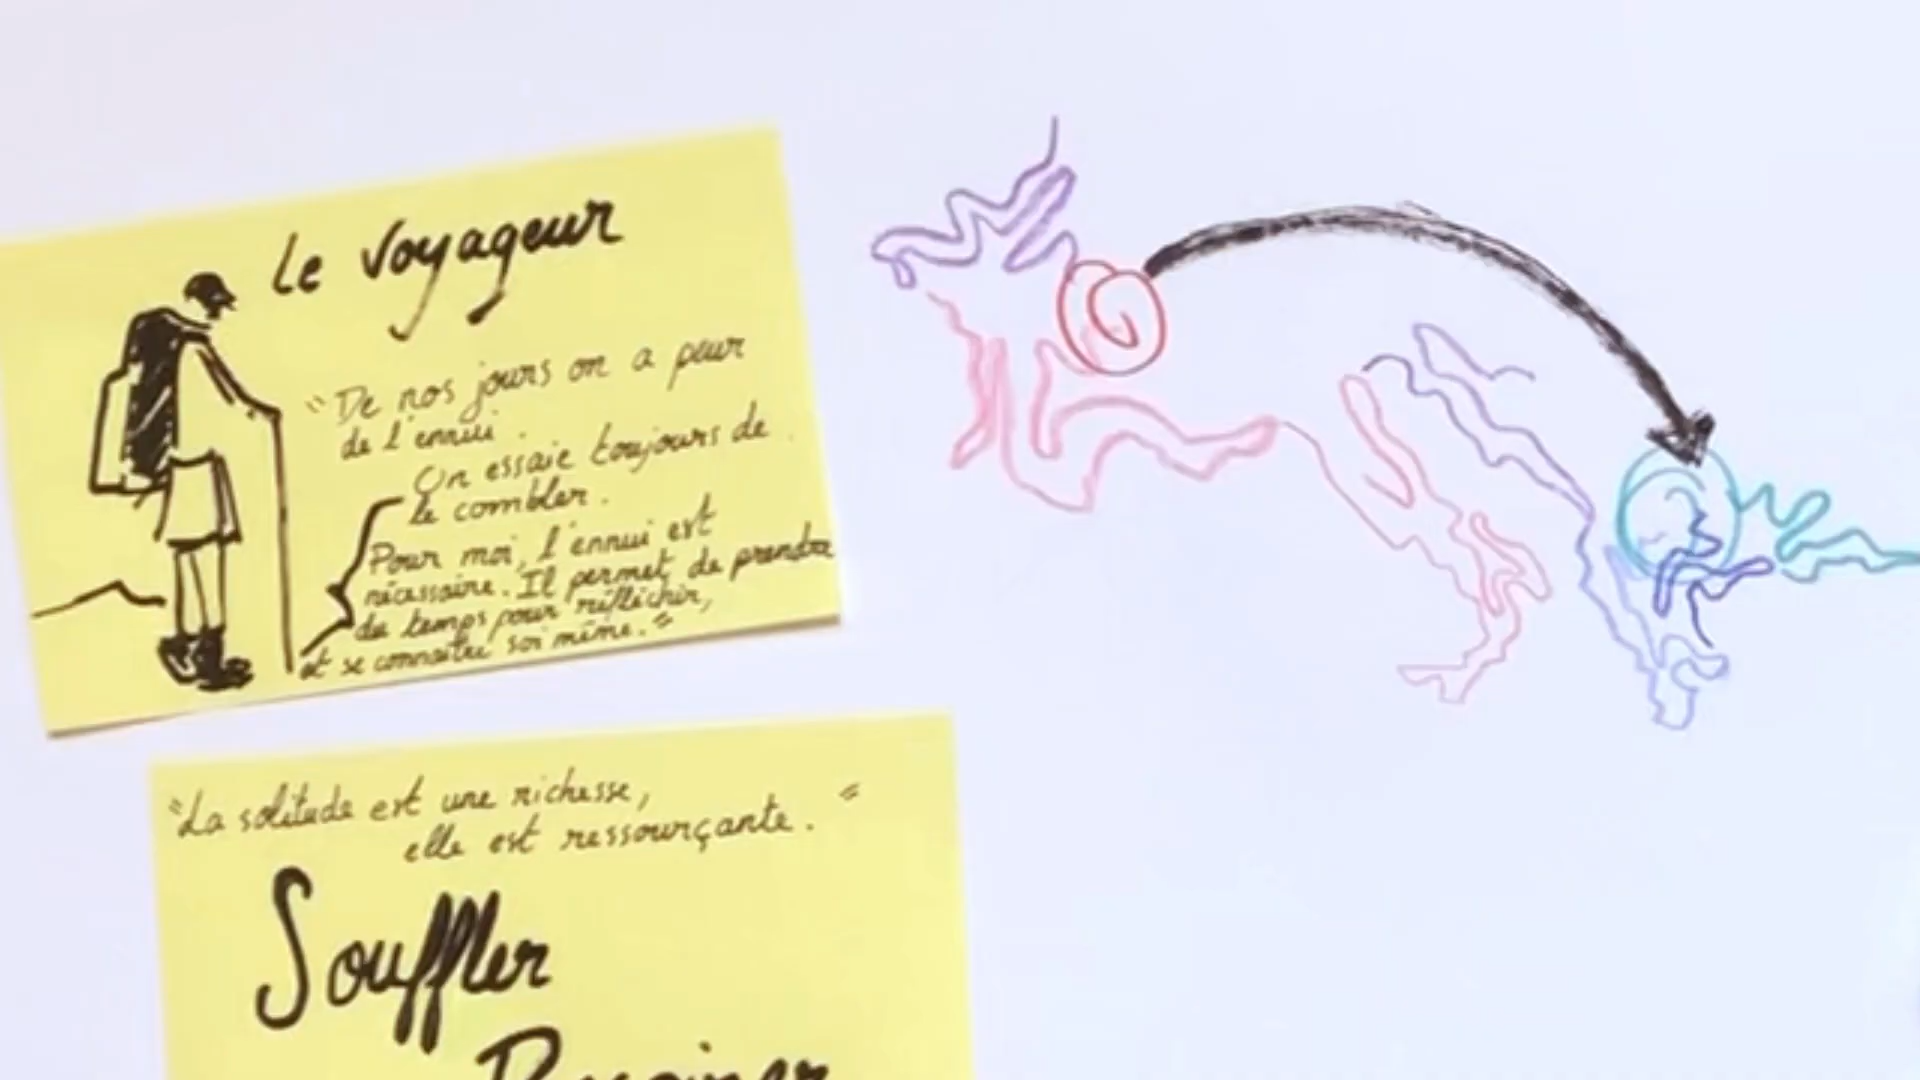 Le voyageur
"De nos jours on a peur
de l'ennui.
On essaie toujours de
le combler.
Pour moi, l'ennui est
nécessaire. Il permet de prendre
du temps pour réfléchir,
et se connaitre soi même."
"La solitude est une richesse,
elle est ressourçante."
Souffler